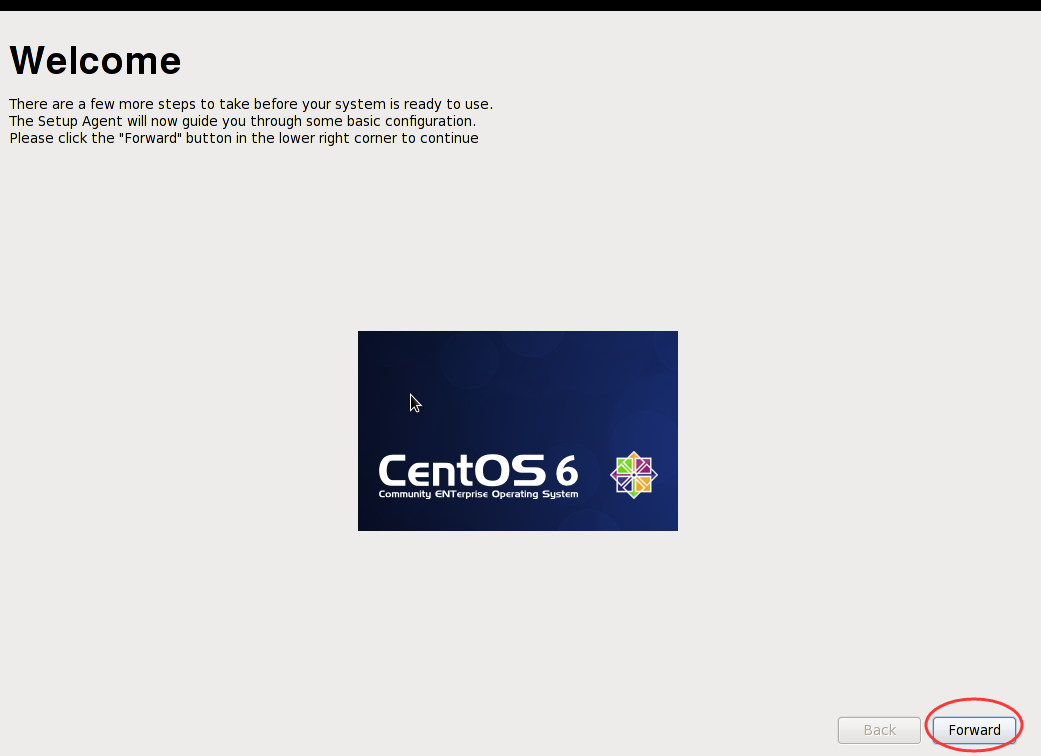 Welcome
There are a few more steps to take before your system is ready to use.
The Setup Agent will now guide you through some basic configuration.
Please click the "Forward" button in the lower right corner to continue
CentOS 6
Community ENTerprise Operating System
Back
Forward